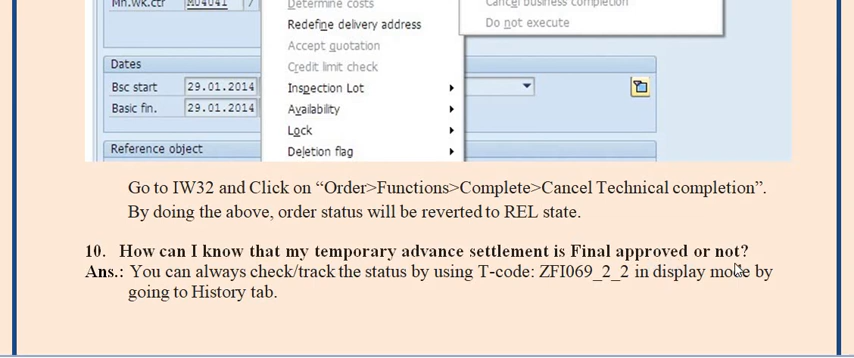 Mn.wk.ctr M04041 /
Determine costs
Cancel business completion
Redefine delivery address
Do not execute
Accept quotation
Dates
Credit limit check
Bsc start 29.01.2014
Inspection Lot
Basic fin. 29.01.2014
Availability
Lock
Reference object
Deletion flag
Go to IW32 and Click on “Order>Functions>Complete>Cancel Technical completion”.
By doing the above, order status will be reverted to REL state.
10. How can I know that my temporary advance settlement is Final approved or not?
Ans.: You can always check/track the status by using T-code: ZFI069_2_2 in display mode by
going to History tab.